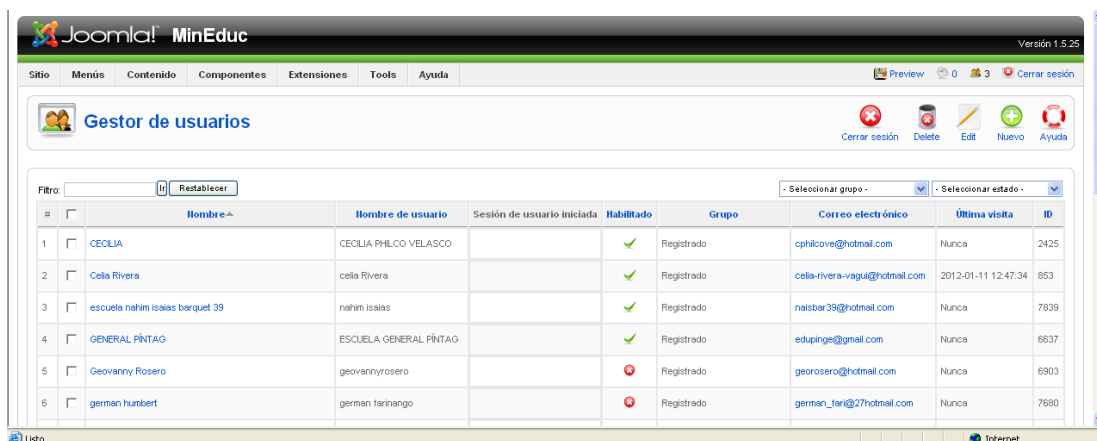 Joomla! MinEduc
Versión 1.5.25
Sitio Menús Contenido Componentes Extensiones Tools Ayuda Preview 0 3 Cerrar sesión
Gestor de usuarios
Cerrar sesión Delete Edit Nuevo Ayuda
Filtro: Ir Restablecer - Seleccionar grupo - - Seleccionar estado -
# Nombre Nombre de usuario Sesión de usuario iniciada Habilitado Grupo Correo electrónico Última visita ID
1 CECILIA CECILIA PHILCO VELASCO Registrado cphilcove@hotmail.com Nunca 2425
2 Celia Rivera celia Rivera Registrado celia-rivera-vagui@hotmail.com 2012-01-11 12:47:34 853
3 escuela nahim isaias barquet 39 nahim isaias Registrado naisbar39@hotmail.com Nunca 7839
4 GENERAL PÍNTAG ESCUELA GENERAL PÍNTAG Registrado edupinge@gmail.com Nunca 6637
5 Geovanny Rosero geovannyrosero Registrado georosero@hotmail.com Nunca 6903
6 german humbert german farinango Registrado german_fari@27hotmail.com Nunca 7680
Listo Internet